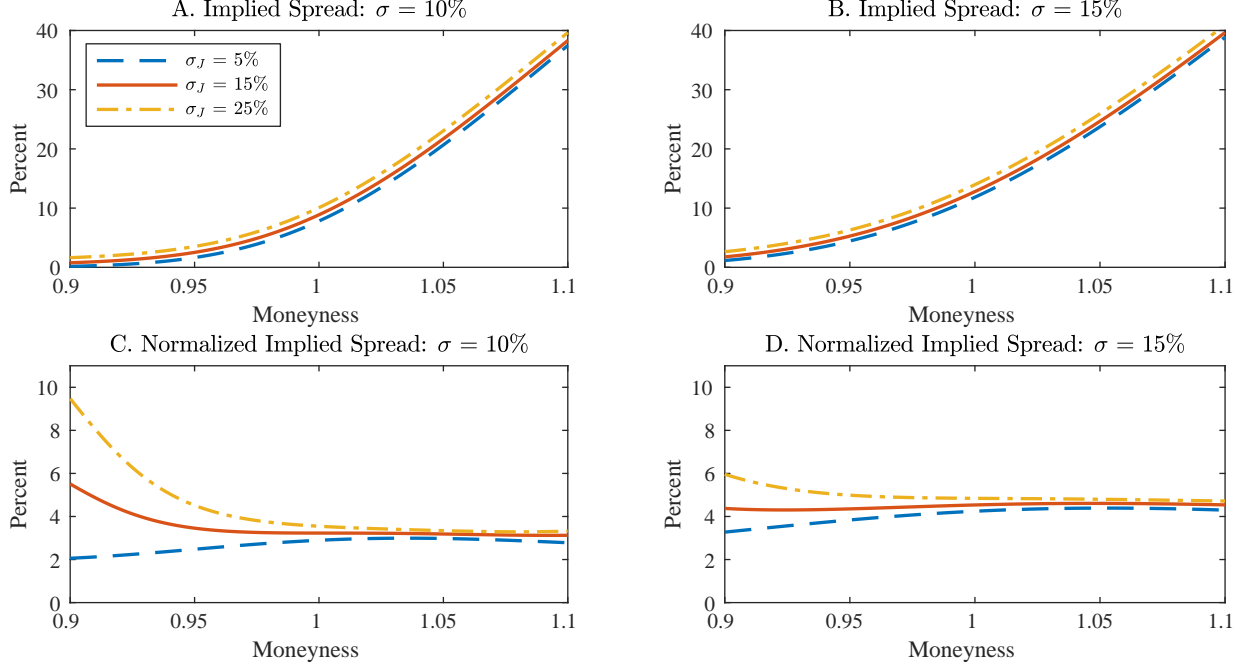 A. Implied Spread: σ = 10%
40
30
20
10
0
Percent
σ_J = 5%
σ_J = 15%
σ_J = 25%
0.9 0.95 1 1.05 1.1
Moneyness
B. Implied Spread: σ = 15%
40
30
20
10
0
Percent
0.9 0.95 1 1.05 1.1
Moneyness
C. Normalized Implied Spread: σ = 10%
10
8
6
4
2
0
Percent
0.9 0.95 1 1.05 1.1
Moneyness
D. Normalized Implied Spread: σ = 15%
10
8
6
4
2
0
Percent
0.9 0.95 1 1.05 1.1
Moneyness